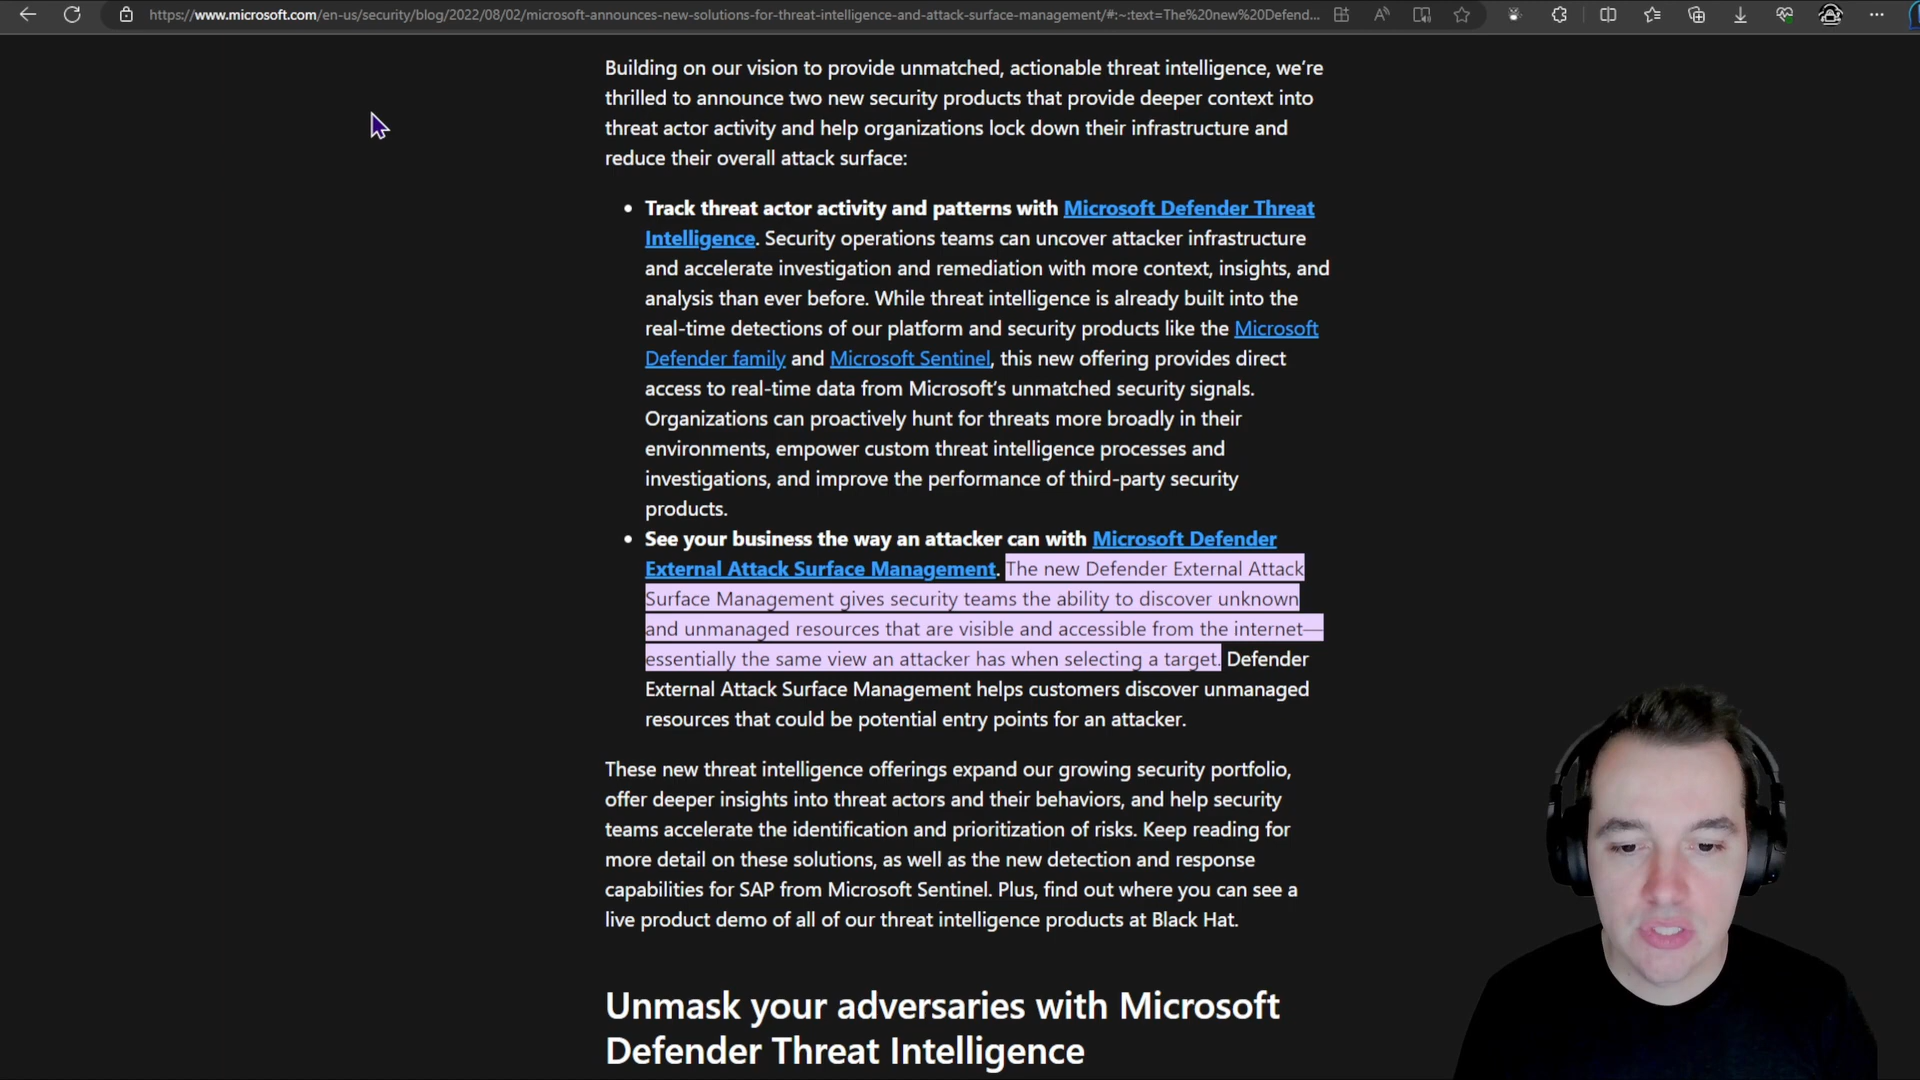 https://www.microsoft.com/en-us/security/blog/2022/08/02/microsoft-announces-new-solutions-for-threat-intelligence-and-attack-surface-management/#:~:text=The%20new%20Defend...
Building on our vision to provide unmatched, actionable threat intelligence, we’re
thrilled to announce two new security products that provide deeper context into
threat actor activity and help organizations lock down their infrastructure and
reduce their overall attack surface:
• Track threat actor activity and patterns with Microsoft Defender Threat
Intelligence. Security operations teams can uncover attacker infrastructure
and accelerate investigation and remediation with more context, insights, and
analysis than ever before. While threat intelligence is already built into the
real-time detections of our platform and security products like the Microsoft
Defender family and Microsoft Sentinel, this new offering provides direct
access to real-time data from Microsoft’s unmatched security signals.
Organizations can proactively hunt for threats more broadly in their
environments, empower custom threat intelligence processes and
investigations, and improve the performance of third-party security
products.
• See your business the way an attacker can with Microsoft Defender
External Attack Surface Management. The new Defender External Attack
Surface Management gives security teams the ability to discover unknown
and unmanaged resources that are visible and accessible from the internet—
essentially the same view an attacker has when selecting a target. Defender
External Attack Surface Management helps customers discover unmanaged
resources that could be potential entry points for an attacker.
These new threat intelligence offerings expand our growing security portfolio,
offer deeper insights into threat actors and their behaviors, and help security
teams accelerate the identification and prioritization of risks. Keep reading for
more detail on these solutions, as well as the new detection and response
capabilities for SAP from Microsoft Sentinel. Plus, find out where you can see a
live product demo of all of our threat intelligence products at Black Hat.
Unmask your adversaries with Microsoft
Defender Threat Intelligence